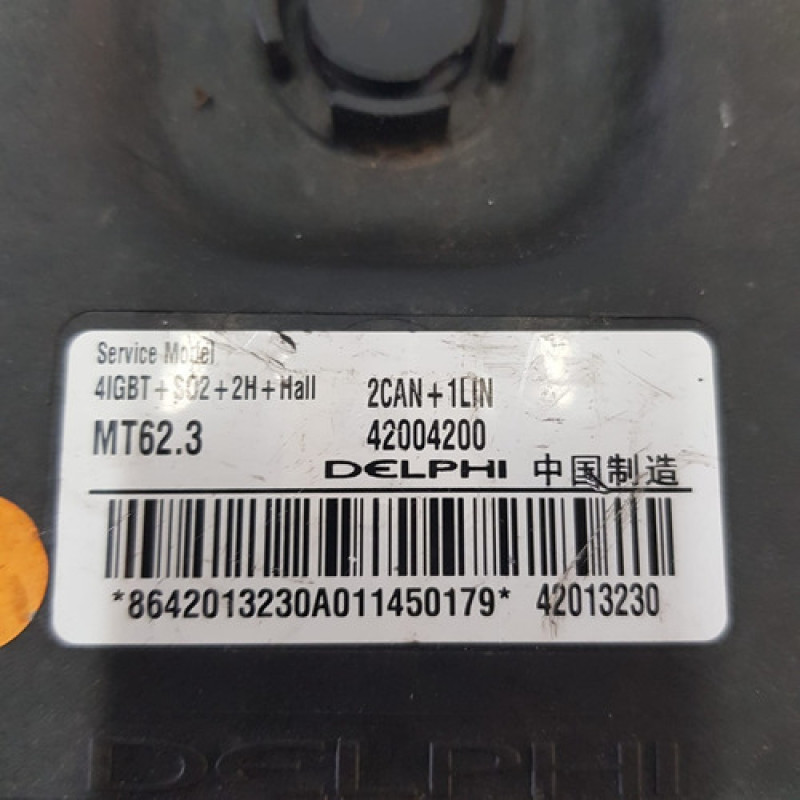 Service Model
4IGBT+SO2+2H+Hall 2CAN+1LIN
MT62.3 42004200
DELPHI 中国制造
*8642013230A011450179* 42013230
DELPHI